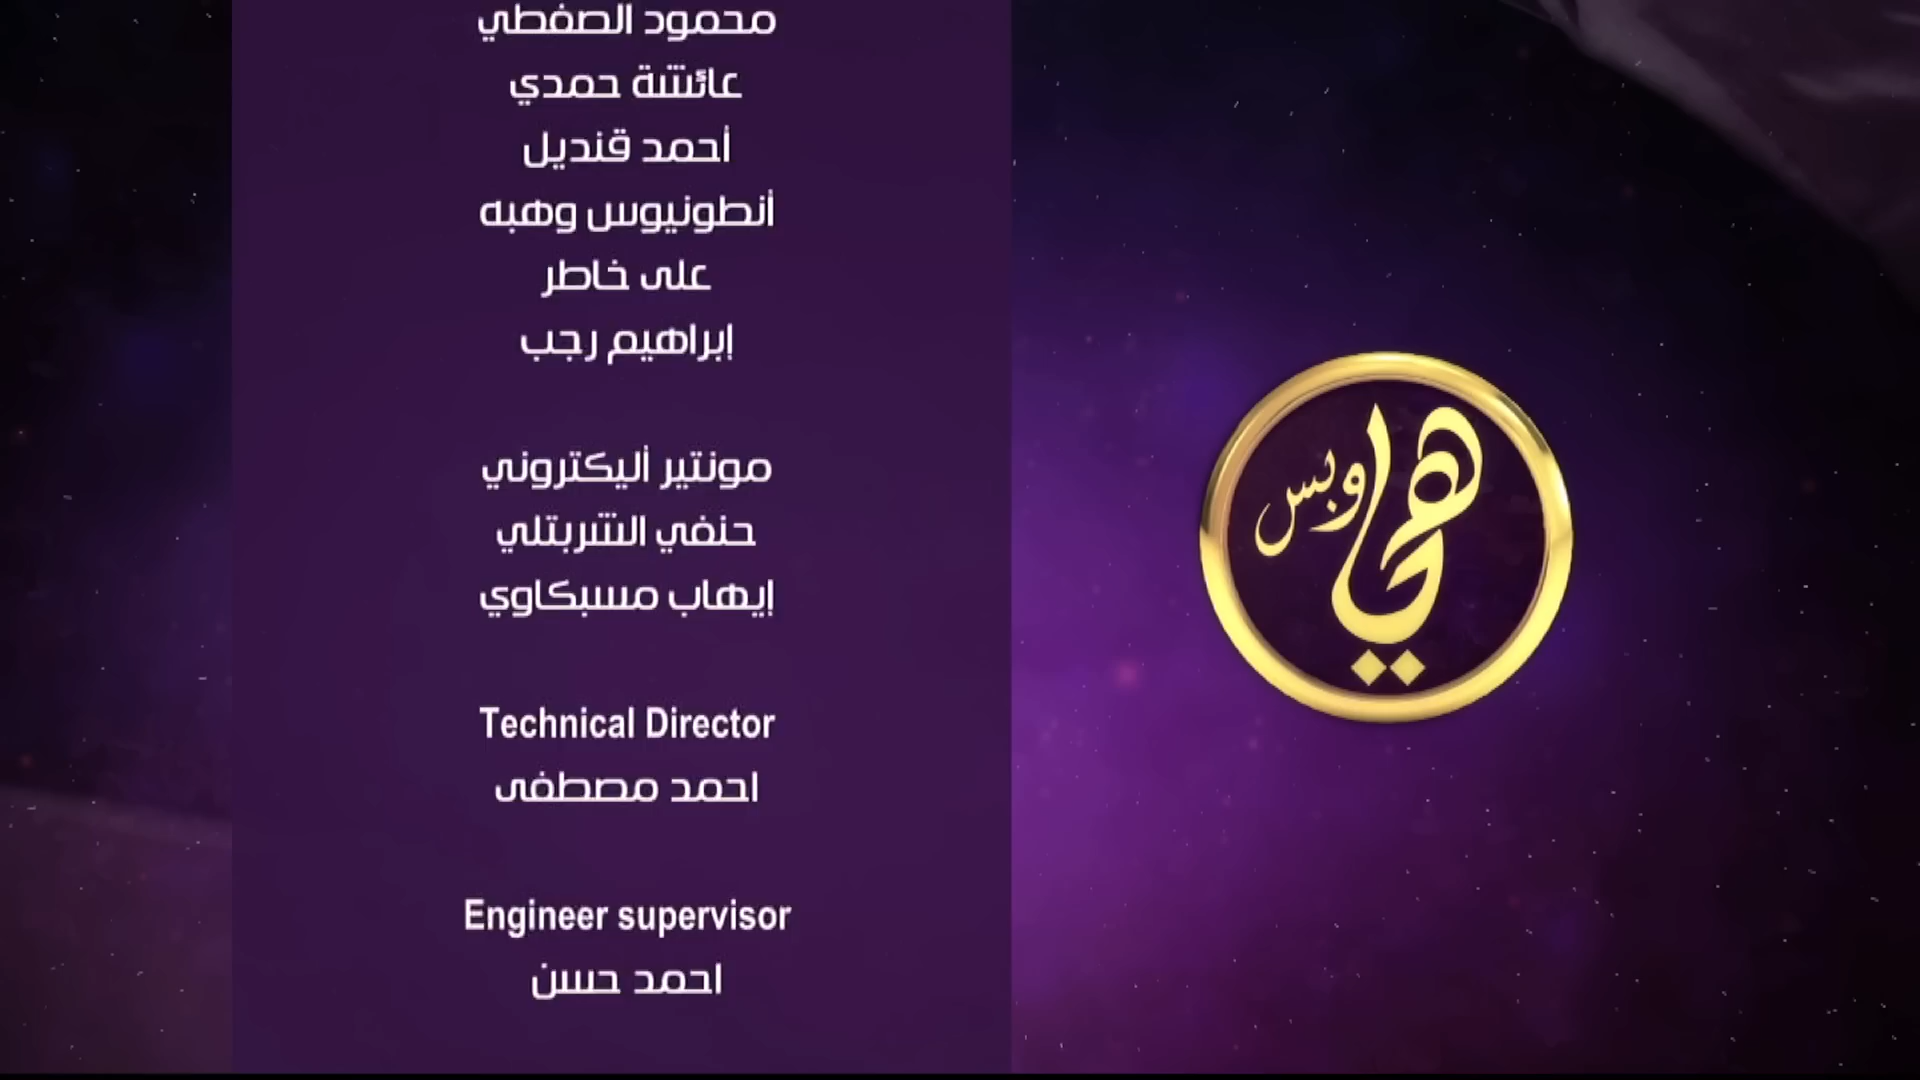 محمود الصفطي
عائشة حمدي
أحمد قنديل
أنطونيوس وهبه
على خاطر
إبراهيم رجب
مونتير أليكتروني
حنفي الشربتلي
إيهاب مسبكاوي
Technical Director
احمد مصطفى
Engineer supervisor
احمد حسن
هي وبس